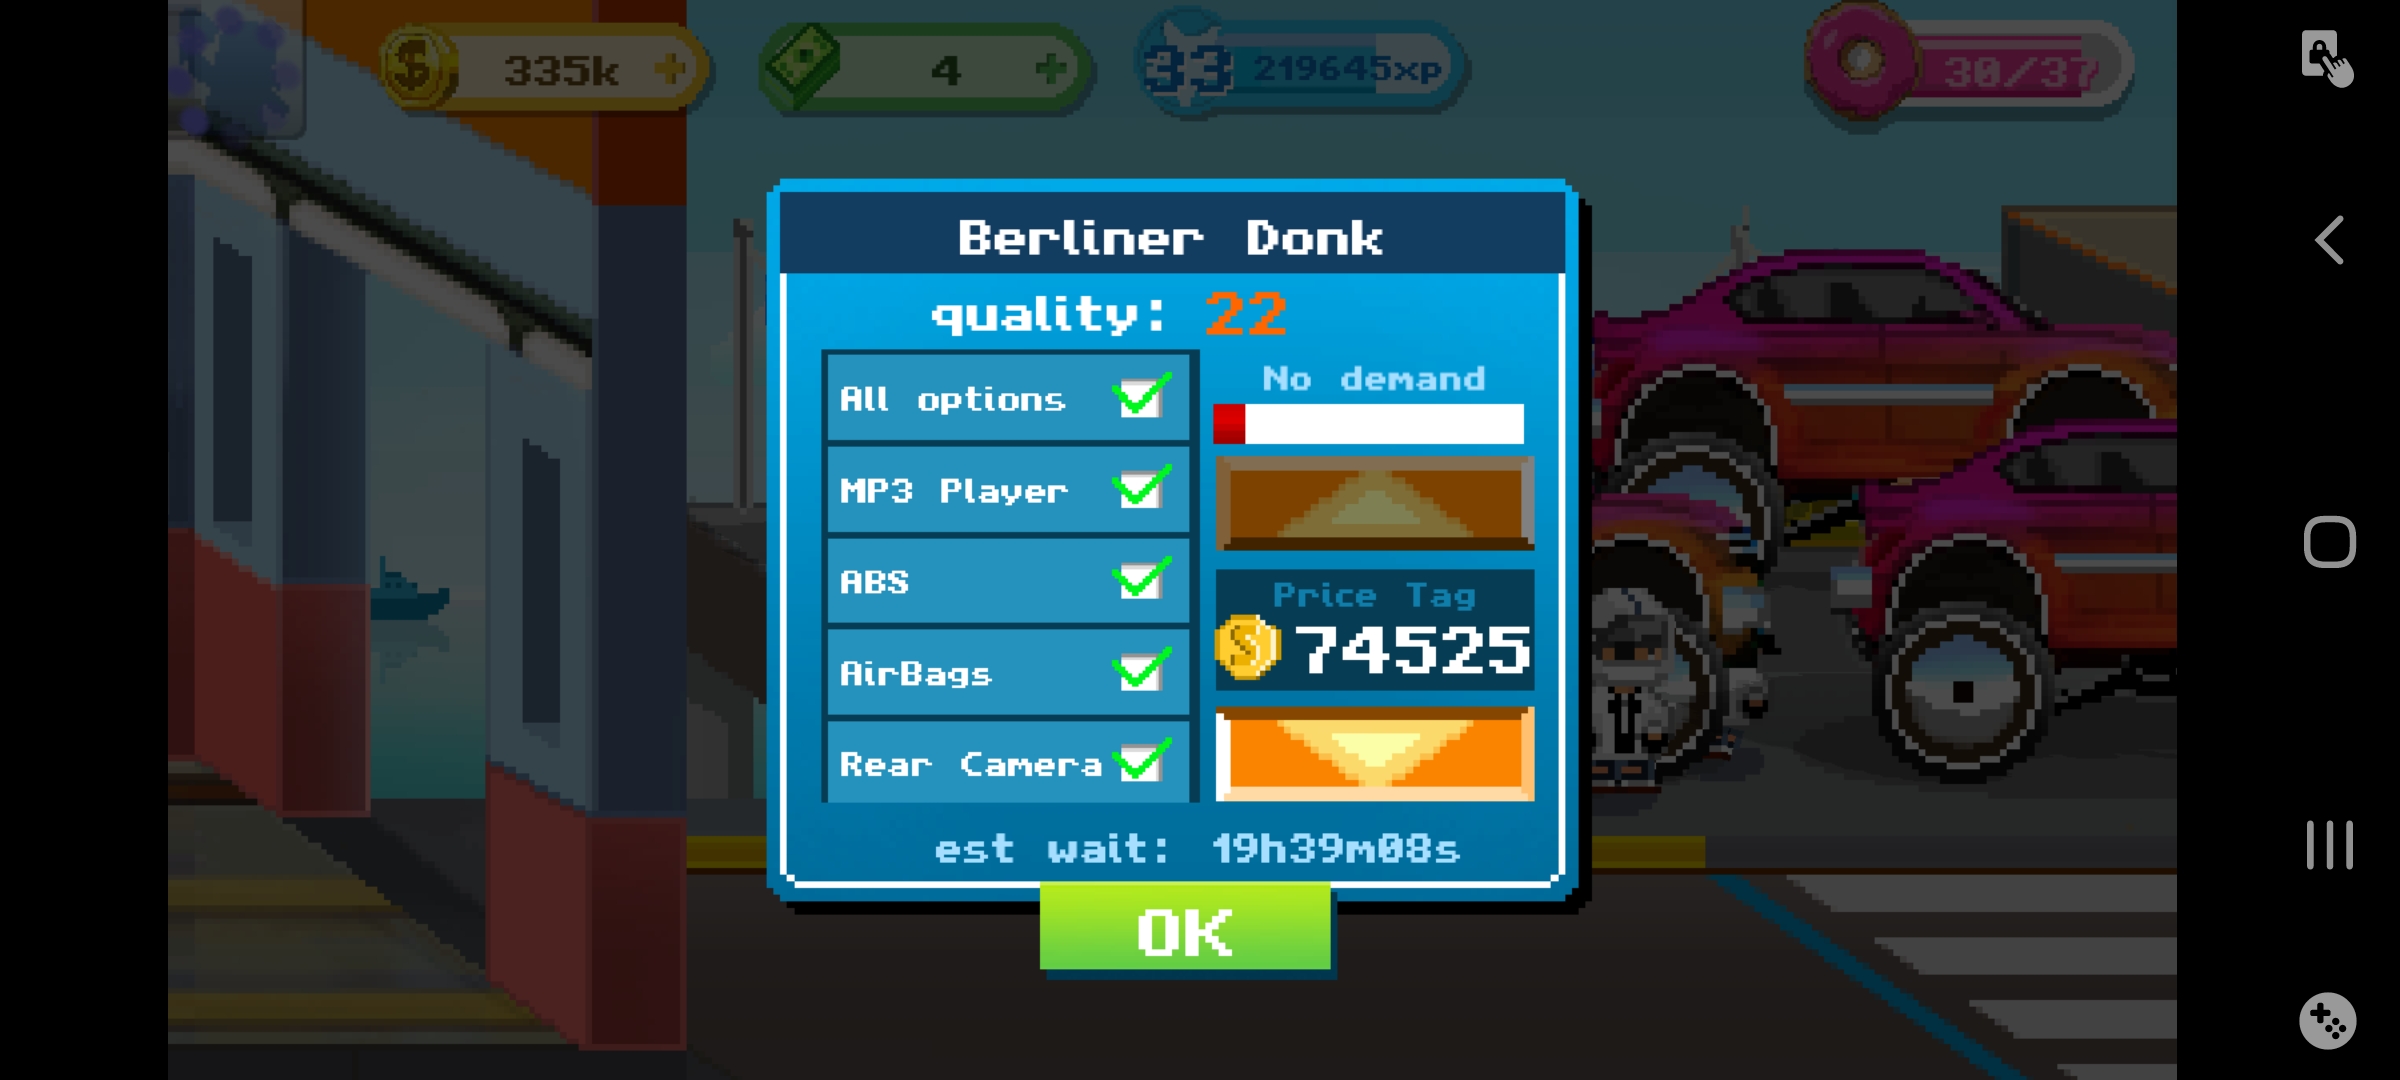 335k
4
33 219645xp
30/37
Berliner Donk
quality: 22
All options
MP3 Player
ABS
AirBags
Rear Camera
No demand
Price Tag
74525
est wait: 19h39m08s
OK